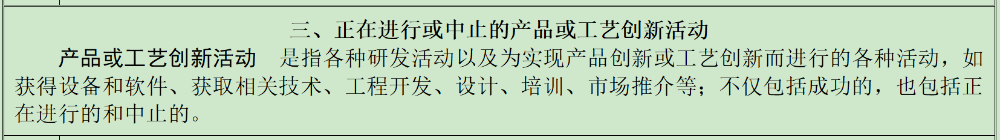 三、正在进行或中止的产品或工艺创新活动
产品或工艺创新活动　是指各种研发活动以及为实现产品创新或工艺创新而进行的各种活动，如
获得设备和软件、获取相关技术、工程开发、设计、培训、市场推介等；不仅包括成功的，也包括正
在进行的和中止的。